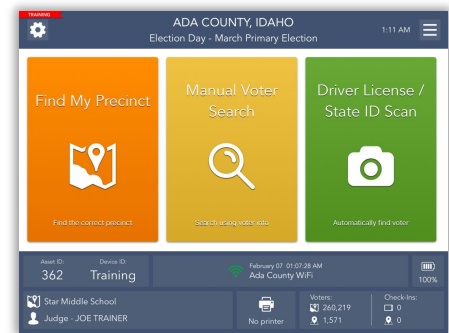 TRAINING
ADA COUNTY, IDAHO
Election Day - March Primary Election
1:11 AM
Find My Precinct
Find the correct precinct
Manual Voter
Search
Search using voter info
Driver License /
State ID Scan
Automatically find voter
Asset ID:
362
Device ID:
Training
February 07 01:07:28 AM
Ada County WiFi
100%
Star Middle School
Judge - JOE TRAINER
No printer
Voters:
260,219
1,571
Check-Ins:
0
0